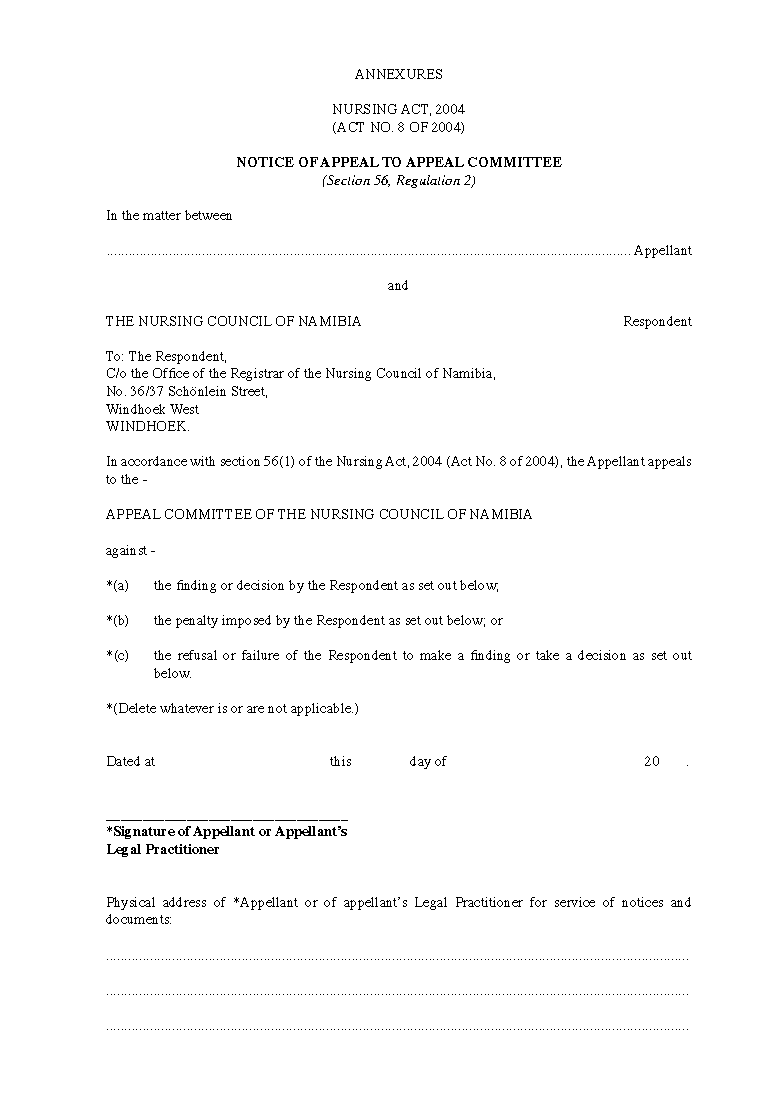 ANNEXURES
NURSING ACT, 2004
(ACT NO. 8 OF 2004)
NOTICE OF APPEAL TO APPEAL COMMITTEE
(Section 56, Regulation 2)
In the matter between
................................................................................................................................................. Appellant
and
THE NURSING COUNCIL OF NAMIBIA Respondent
To: The Respondent,
C/o the Office of the Registrar of the Nursing Council of Namibia,
No. 36/37 Schönlein Street,
Windhoek West
WINDHOEK.
In accordance with section 56(1) of the Nursing Act, 2004 (Act No. 8 of 2004), the Appellant appeals
to the -
APPEAL COMMITTEE OF THE NURSING COUNCIL OF NAMIBIA
against -
*(a) the finding or decision by the Respondent as set out below;
*(b) the penalty imposed by the Respondent as set out below; or
*(c) the refusal or failure of the Respondent to make a finding or take a decision as set out
below.
*(Delete whatever is or are not applicable.)
Dated at this day of 20 .
___________________________________
*Signature of Appellant or Appellant's
Legal Practitioner
Physical address of *Appellant or of appellant's Legal Practitioner for service of notices and
documents:
.................................................................................................................................................................
.................................................................................................................................................................
.................................................................................................................................................................